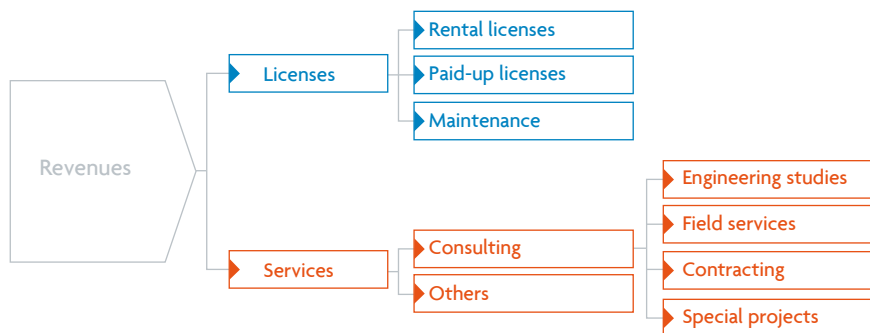 Revenues
Licenses
Rental licenses
Paid-up licenses
Maintenance
Services
Consulting
Others
Engineering studies
Field services
Contracting
Special projects